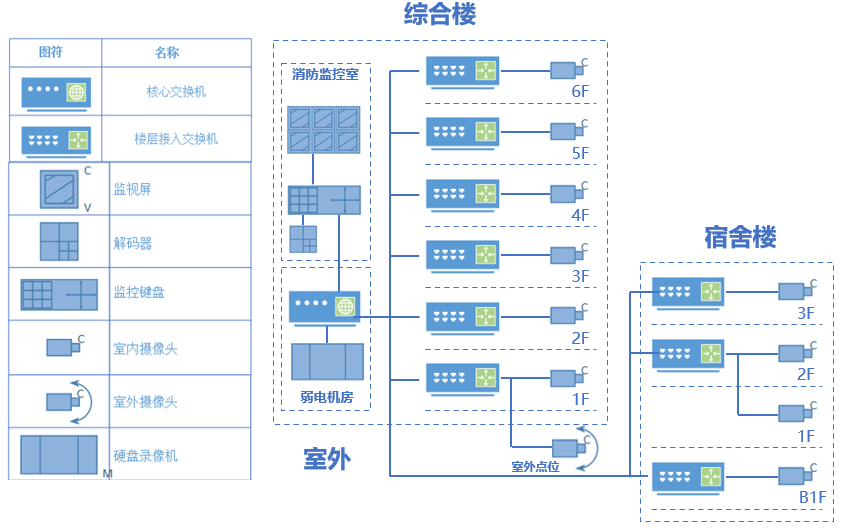 综合楼
图符 名称
核心交换机
楼层接入交换机
C
监视屏
V
解码器
监控键盘
C
室内摄像头
C
室外摄像头
硬盘录像机
M
消防监控室
弱电机房
C
6F
C
5F
C
4F
C
3F
C
2F
C
1F
室外
C
室外点位
宿舍楼
C
3F
C
2F
C
1F
C
B1F